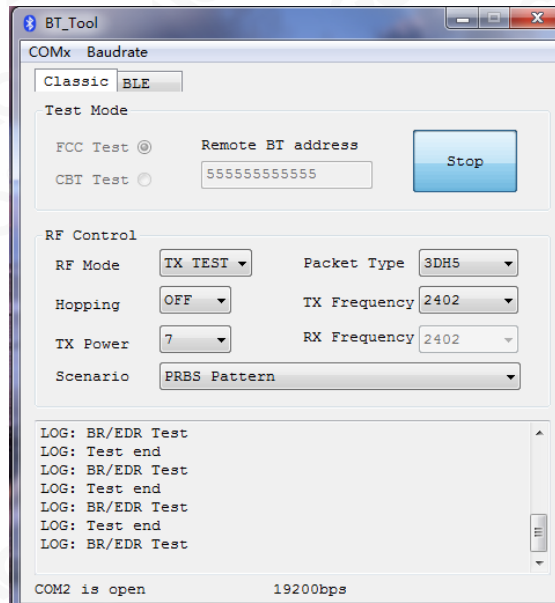 BT_Tool
COMx Baudrate
Classic BLE
Test Mode
FCC Test Remote BT address
Stop
CBT Test 555555555555
RF Control
RF Mode TX TEST Packet Type 3DH5
Hopping OFF TX Frequency 2402
TX Power 7 RX Frequency 2402
Scenario PRBS Pattern
LOG: BR/EDR Test
LOG: Test end
LOG: BR/EDR Test
LOG: Test end
LOG: BR/EDR Test
LOG: Test end
LOG: BR/EDR Test
COM2 is open 19200bps